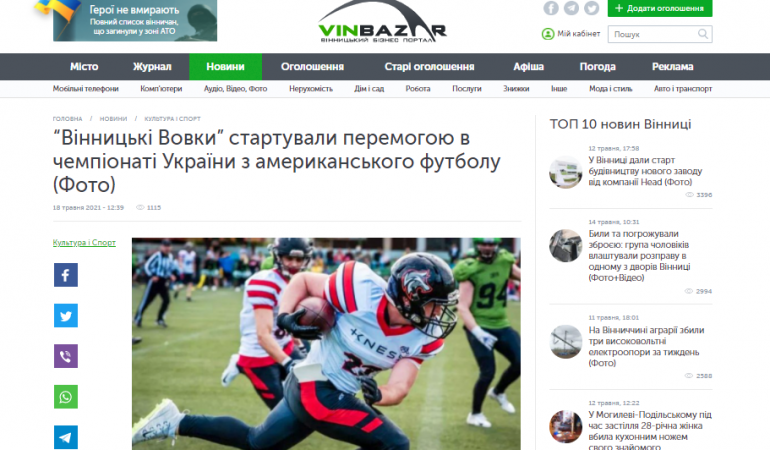 Герої не вмирають
Повний список вінничан,
що загинули у зоні АТО
VINBAZAR
ВІННИЦЬКИЙ БІЗНЕС ПОРТАЛ
+ Додати оголошення
Мій кабінет
Пошук
Місто Журнал Новини Оголошення Старі оголошення Афіша Погода Реклама
Мобільні телефони Комп'ютери Аудіо, Відео, Фото Нерухомість Дім і сад Робота Послуги Знижки Інше Мода і стиль Авто і транспорт
ГОЛОВНА / НОВИНИ / КУЛЬТУРА І СПОРТ
“Вінницькі Вовки” стартували перемогою в
чемпіонаті України з американського футболу
(Фото)
18 травня 2021 - 12:39 1115
Культура і Спорт
KNESS
94
ТОП 10 новин Вінниці
12 травня, 17:58
У Вінниці дали старт
будівництву нового заводу
від компанії Head (Фото)
3396
14 травня, 10:31
Били та погрожували
зброєю: група чоловіків
влаштували розправу в
одному з дворів Вінниці
(Фото+Відео)
2994
11 травня, 18:01
На Вінниччині аграрії збили
три високовольтні
електроопори за тиждень
(Фото)
2588
12 травня, 12:22
У Могилеві-Подільському під
час застілля 28-річна жінка
вбила кухонним ножем
свого знайомого